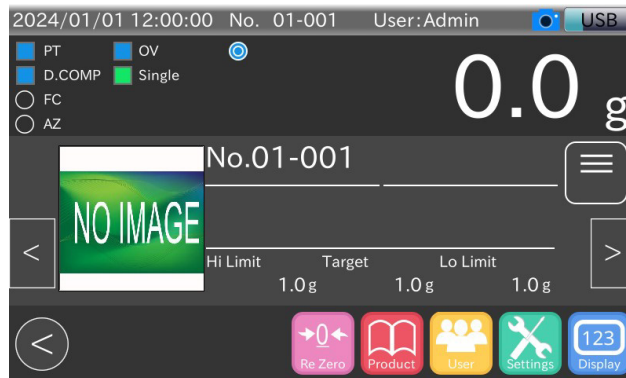 2024/01/01 12:00:00 No. 01-001 User:Admin USB
PT OV
D.COMP Single
FC
AZ
0.0 g
No.01-001
NO IMAGE
< >
Hi Limit Target Lo Limit
1.0 g 1.0 g 1.0 g
<
→0← Re Zero
Product
User
Settings
123 Display